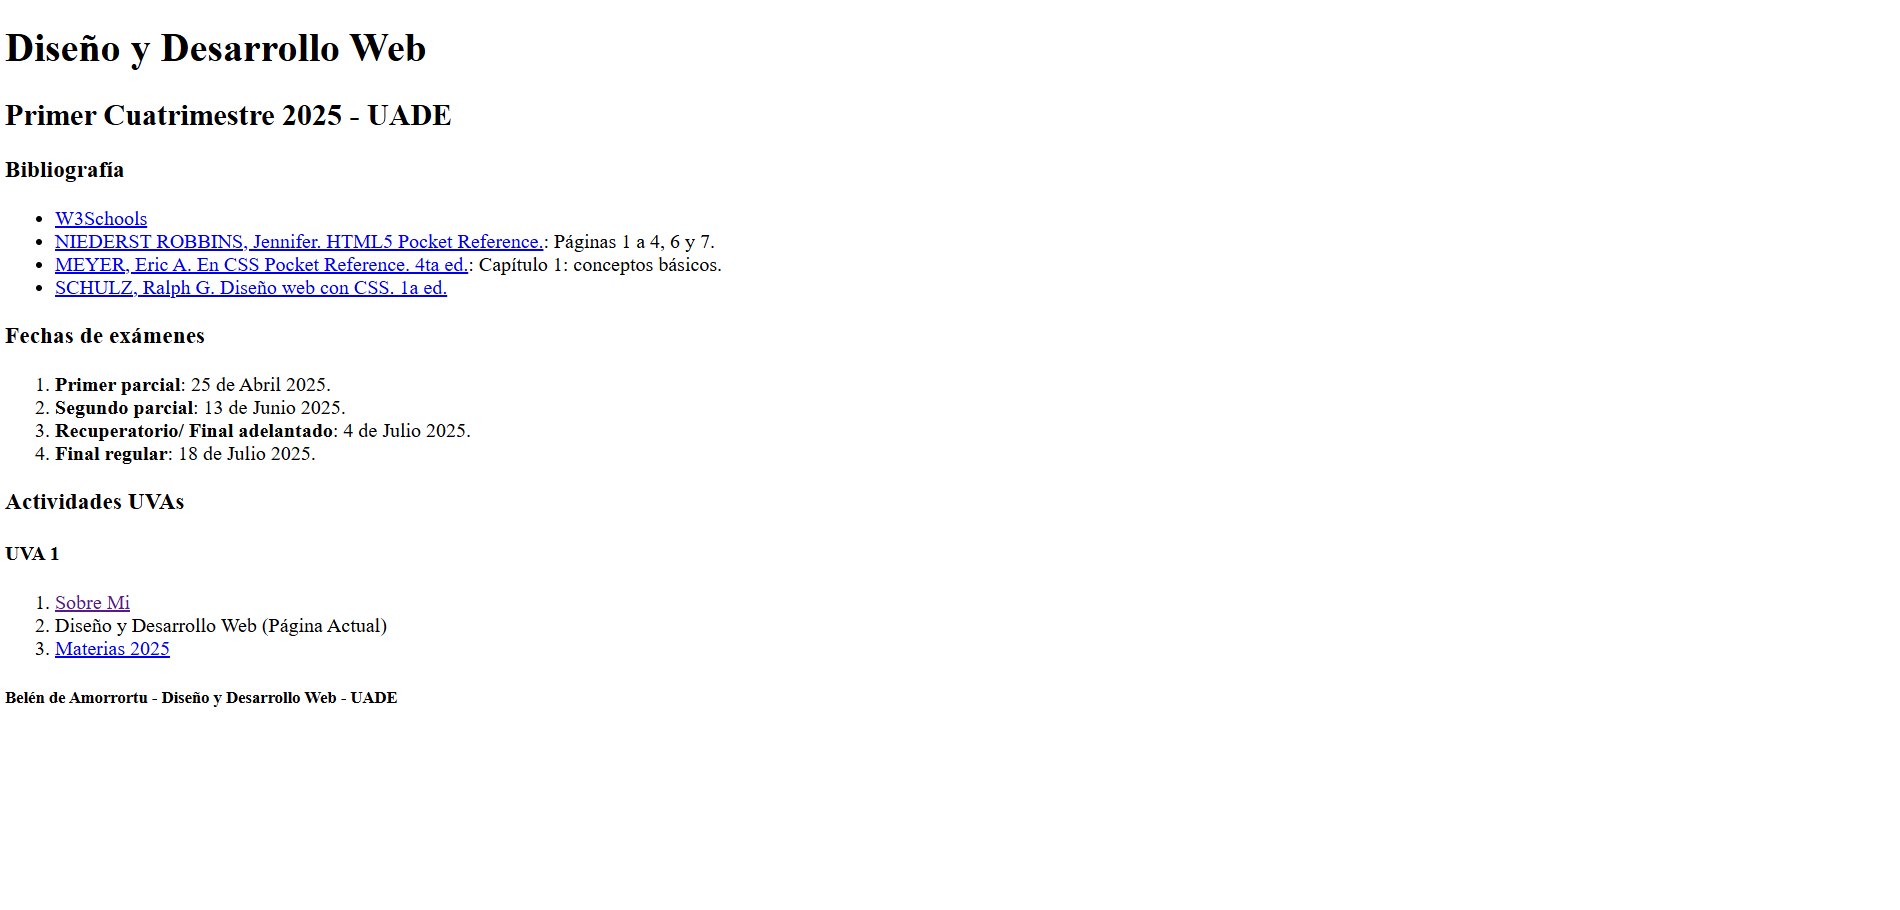 Diseño y Desarrollo Web
Primer Cuatrimestre 2025 - UADE
Bibliografía
• W3Schools
• NIEDERST ROBBINS, Jennifer. HTML5 Pocket Reference.: Páginas 1 a 4, 6 y 7.
• MEYER, Eric A. En CSS Pocket Reference. 4ta ed.: Capítulo 1: conceptos básicos.
• SCHULZ, Ralph G. Diseño web con CSS. 1a ed.
Fechas de exámenes
1. Primer parcial: 25 de Abril 2025.
2. Segundo parcial: 13 de Junio 2025.
3. Recuperatorio/ Final adelantado: 4 de Julio 2025.
4. Final regular: 18 de Julio 2025.
Actividades UVAs
UVA 1
1. Sobre Mi
2. Diseño y Desarrollo Web (Página Actual)
3. Materias 2025
Belén de Amorrortu - Diseño y Desarrollo Web - UADE